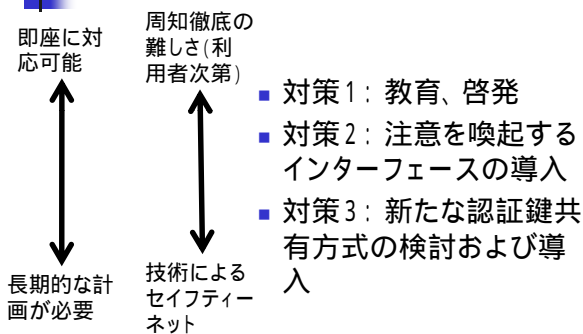 即座に対
応可能
周知徹底の
難しさ(利
用者次第)
対策1: 教育、啓発
対策2: 注意を喚起する
インターフェースの導入
対策3: 新たな認証鍵共
有方式の検討および導
入
長期的な計
画が必要
技術による
セイフティー
ネット